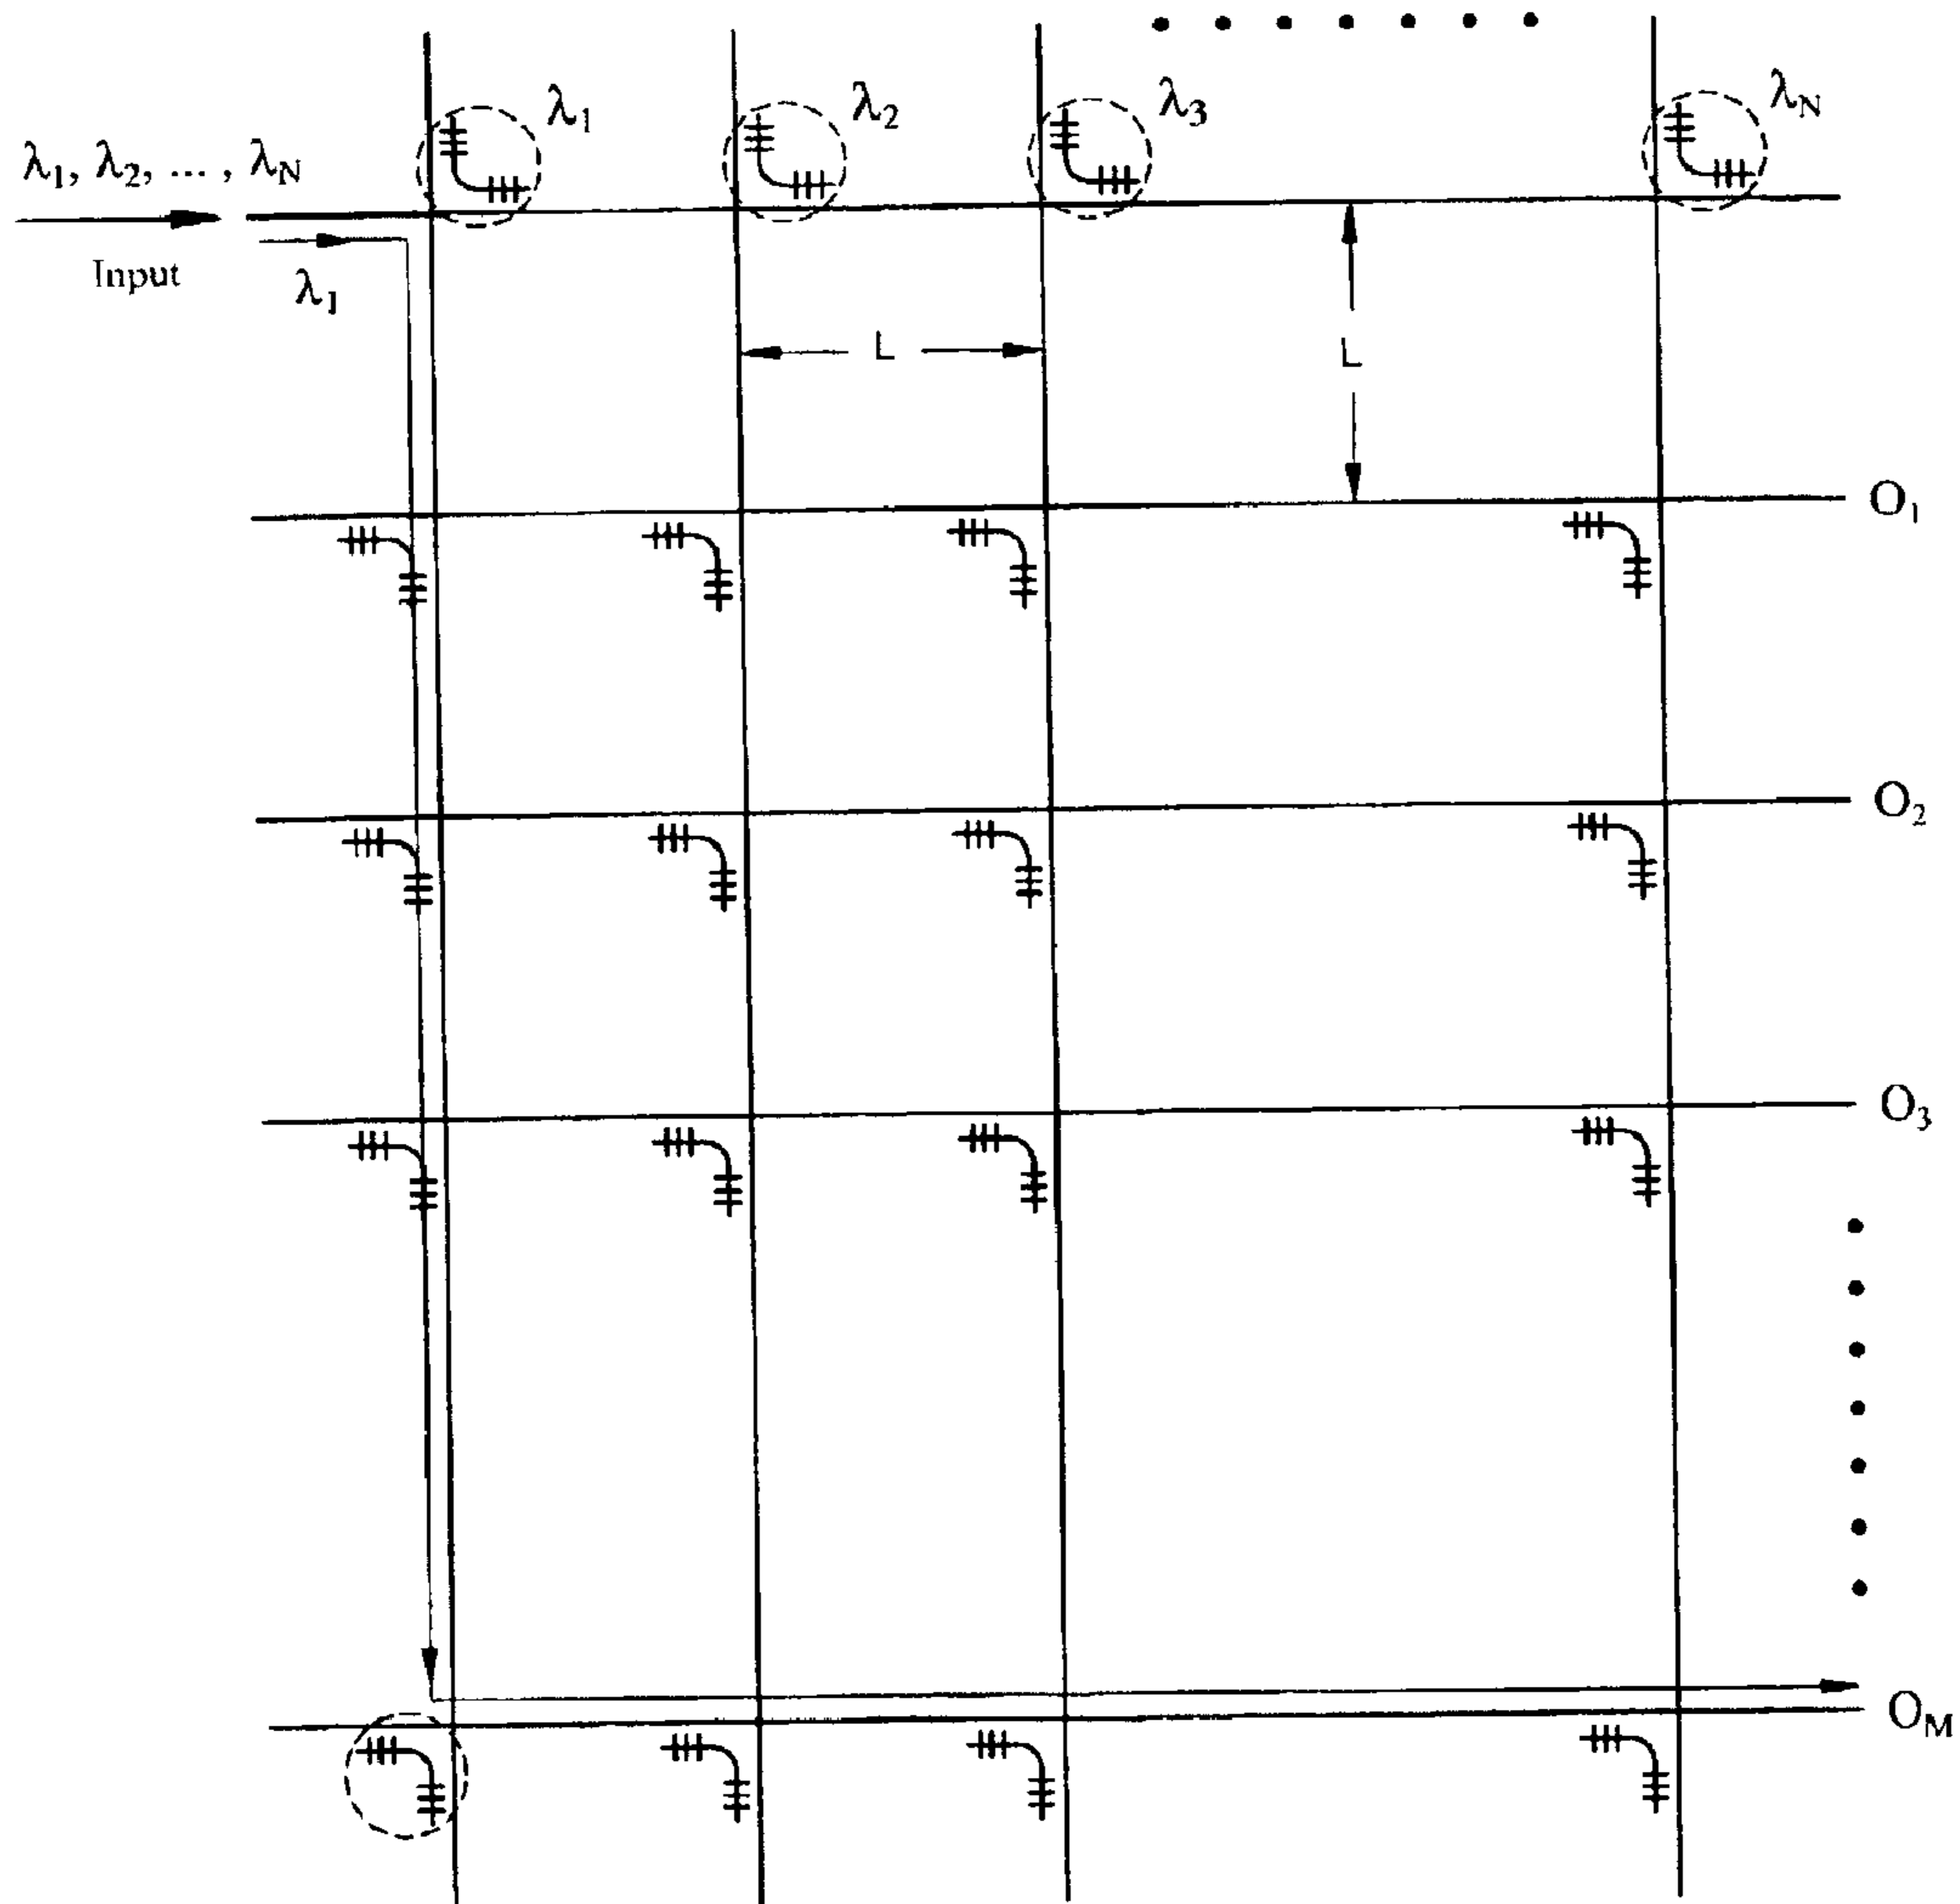 λ₁
λ₂
λ₃
λN
λ₁, λ₂, ... , λN
Input
λ₁
L
L
O₁
O₂
O₃
OM